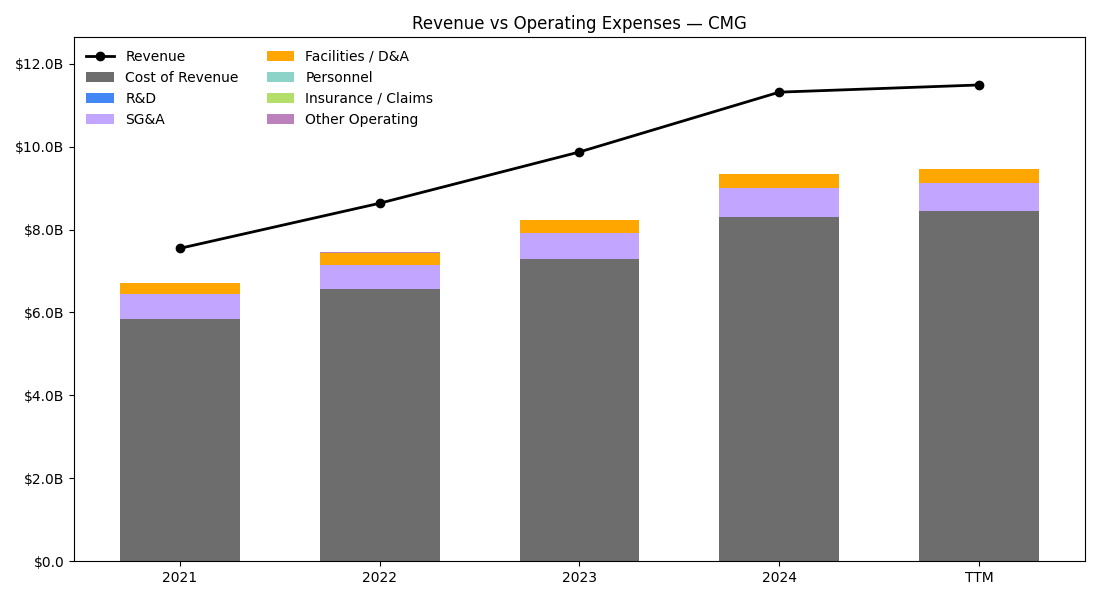 Revenue vs Operating Expenses — CMG
Revenue
Cost of Revenue
R&D
SG&A
Facilities / D&A
Personnel
Insurance / Claims
Other Operating
$12.0B
$10.0B
$8.0B
$6.0B
$4.0B
$2.0B
$0.0
2021 2022 2023 2024 TTM